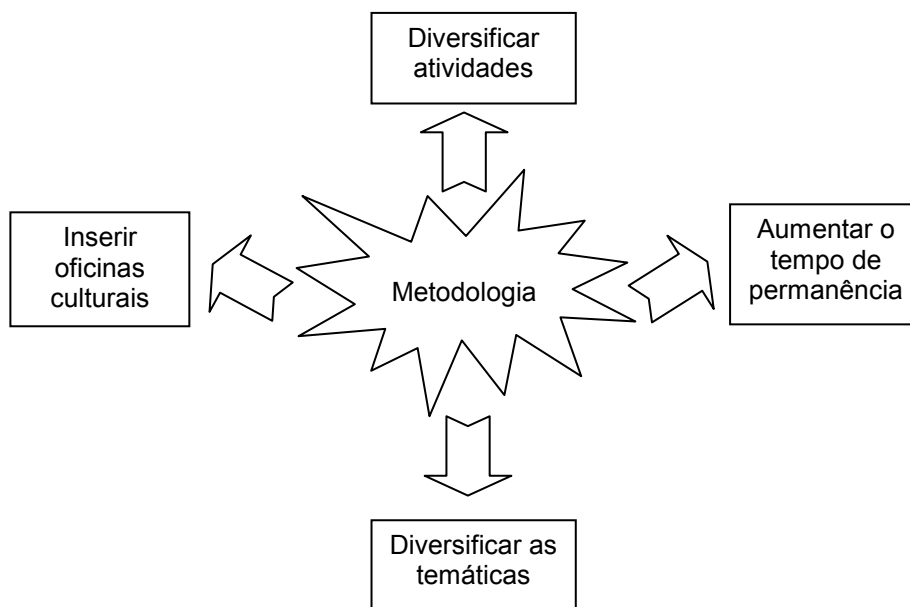 Diversificar
atividades
Inserir
oficinas
culturais
Metodologia
Aumentar o
tempo de
permanência
Diversificar as
temáticas